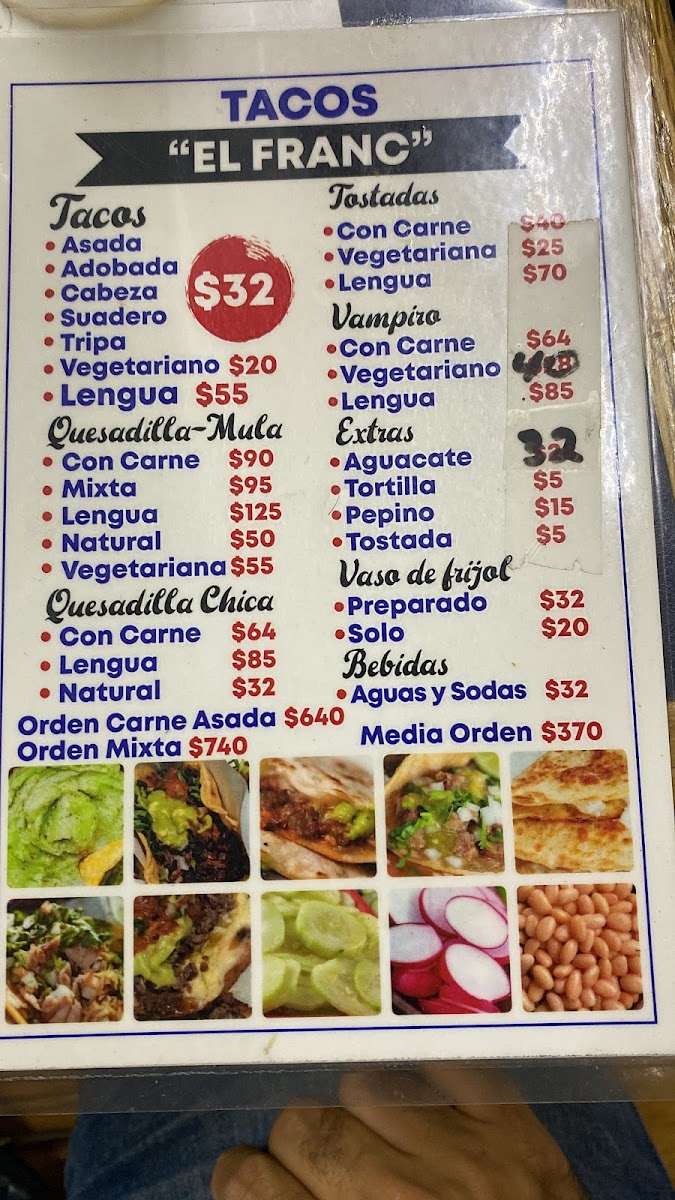 TACOS
“EL FRANC”
Tacos
• Asada
• Adobada
• Cabeza
• Suadero
• Tripa
$32
• Vegetariano $20
• Lengua $55
Quesadilla-Mula
• Con Carne $90
• Mixta $95
• Lengua $125
• Natural $50
• Vegetariana $55
Quesadilla Chica
• Con Carne $64
• Lengua $85
• Natural $32
Orden Carne Asada $640
Orden Mixta $740
Tostadas
• Con Carne $40
• Vegetariana $25
• Lengua $70
Vampiro
• Con Carne $64
• Vegetariano 40
• Lengua $85
Extras
• Aguacate 32
• Tortilla $5
• Pepino $15
• Tostada $5
Vaso de frijol
• Preparado $32
• Solo $20
Bebidas
• Aguas y Sodas $32
Media Orden $370